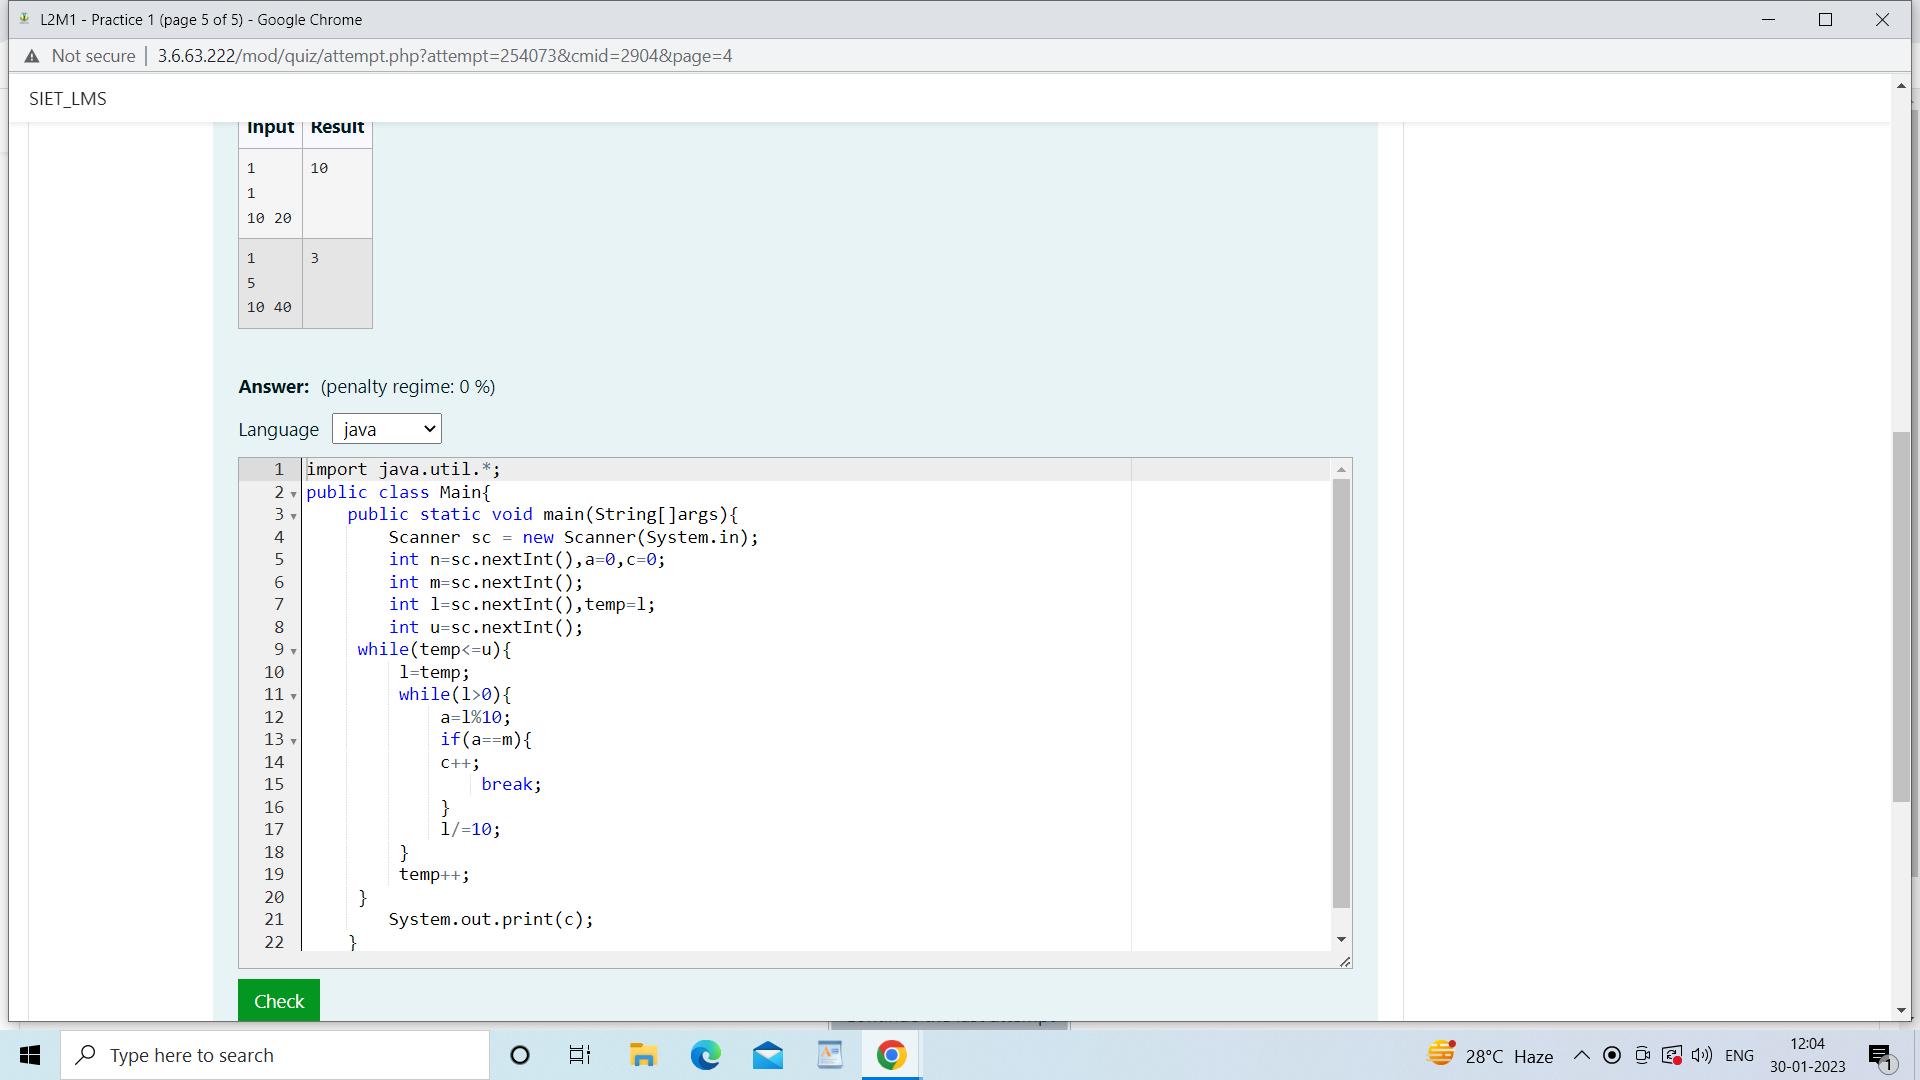 L2M1 - Practice 1 (page 5 of 5) - Google Chrome
Not secure | 3.6.63.222/mod/quiz/attempt.php?attempt=254073&cmid=2904&page=4
SIET_LMS
Input Result
1 10
1
10 20
1 3
5
10 40
Answer: (penalty regime: 0 %)
Language java
1 import java.util.*;
2 public class Main{
3 public static void main(String[]args){
4 Scanner sc = new Scanner(System.in);
5 int n=sc.nextInt(),a=0,c=0;
6 int m=sc.nextInt();
7 int l=sc.nextInt(),temp=l;
8 int u=sc.nextInt();
9 while(temp<=u){
10 l=temp;
11 while(l>0){
12 a=l%10;
13 if(a==m){
14 c++;
15 break;
16 }
17 l/=10;
18 }
19 temp++;
20 }
21 System.out.print(c);
22 }
Check
Type here to search
28°C Haze
ENG
12:04
30-01-2023
1